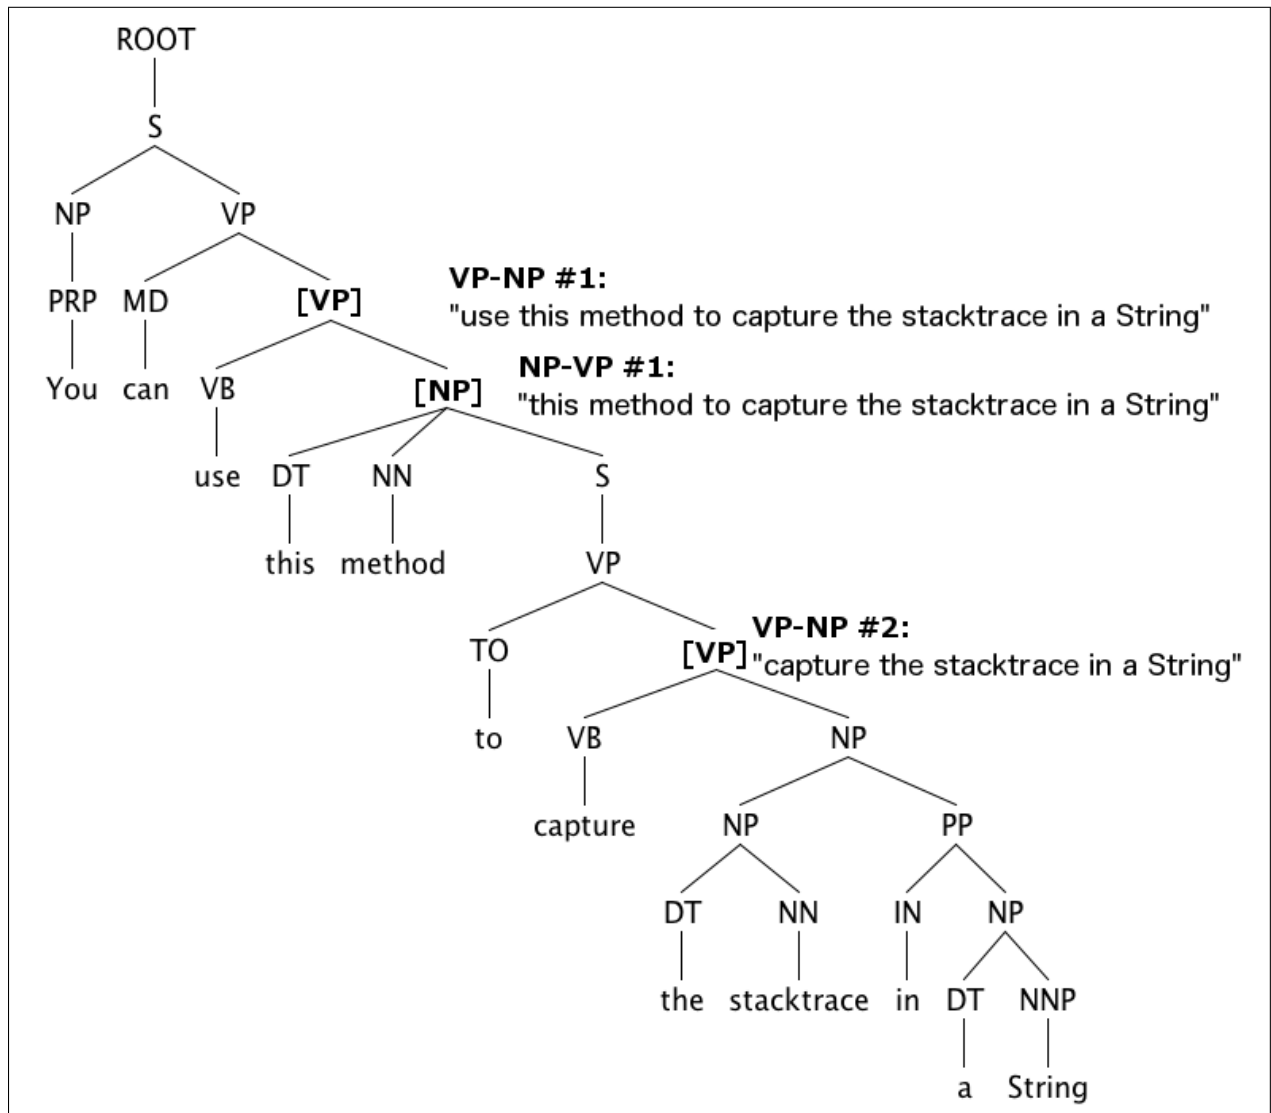 ROOT
S
NP VP
VP-NP #1:
PRP MD [VP]
"use this method to capture the stacktrace in a String"
NP-VP #1:
You can VB [NP]
"this method to capture the stacktrace in a String"
use DT NN S
this method VP
VP-NP #2:
TO [VP] "capture the stacktrace in a String"
to VB NP
capture NP PP
DT NN IN NP
the stacktrace in DT NNP
a String